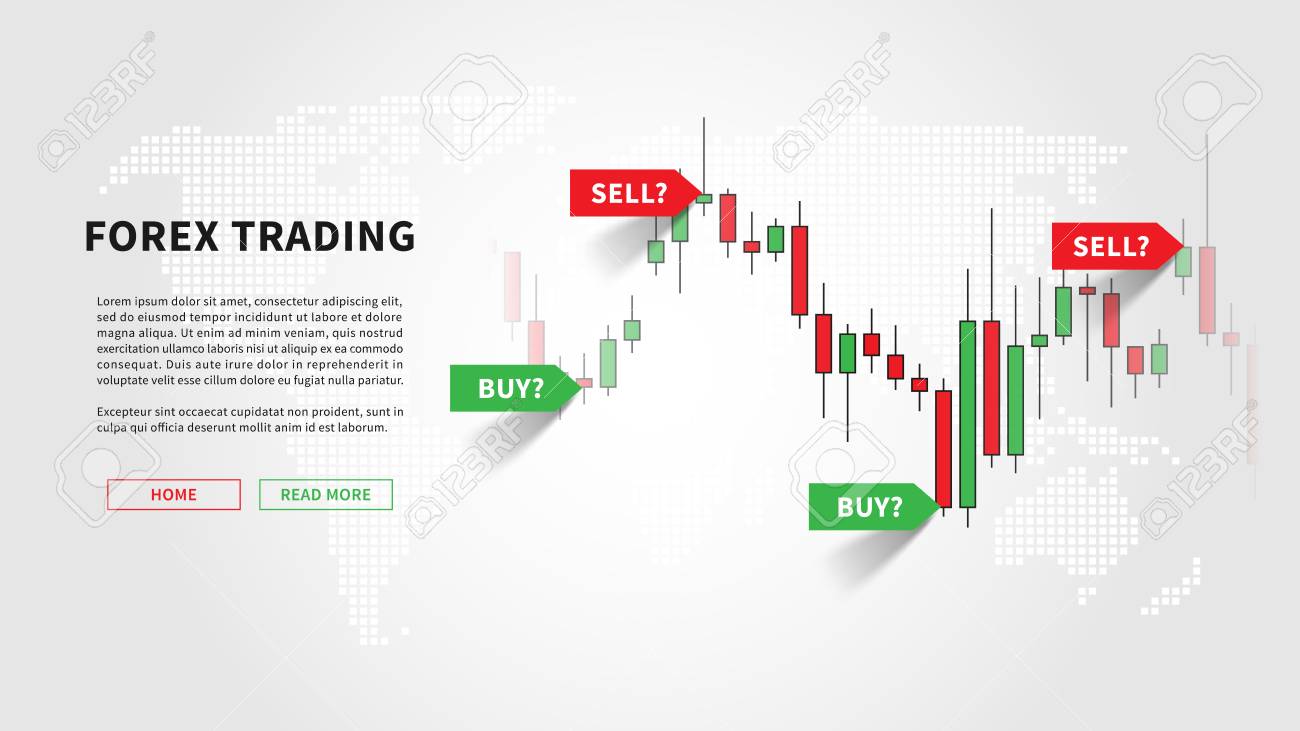 FOREX TRADING
Lorem ipsum dolor sit amet, consectetur adipiscing elit,
sed do eiusmod tempor incididunt ut labore et dolore
magna aliqua. Ut enim ad minim veniam, quis nostrud
exercitation ullamco laboris nisi ut aliquip ex ea commodo
consequat. Duis aute irure dolor in reprehenderit in
voluptate velit esse cillum dolore eu fugiat nulla pariatur.
Excepteur sint occaecat cupidatat non proident, sunt in
culpa qui officia deserunt mollit anim id est laborum.
HOME
READ MORE
SELL?
BUY?
BUY?
SELL?
123RF
123RF
123RF
123RF